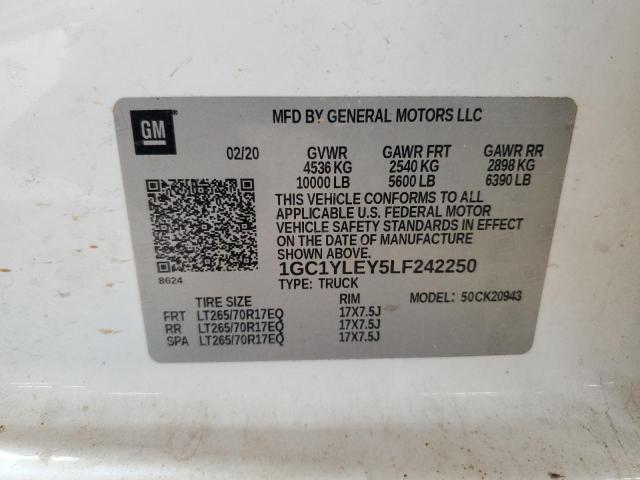 GM
MFD BY GENERAL MOTORS LLC
02/20 GVWR GAWR FRT GAWR RR
4536 KG 2540 KG 2898 KG
10000 LB 5600 LB 6390 LB
THIS VEHICLE CONFORMS TO ALL
APPLICABLE U.S. FEDERAL MOTOR
VEHICLE SAFETY STANDARDS IN EFFECT
ON THE DATE OF MANUFACTURE
SHOWN ABOVE.
1GC1YLEY5LF242250
8624
TYPE: TRUCK
TIRE SIZE RIM MODEL: 50CK20943
FRT LT265/70R17EQ 17X7.5J
RR LT265/70R17EQ 17X7.5J
SPA LT265/70R17EQ 17X7.5J